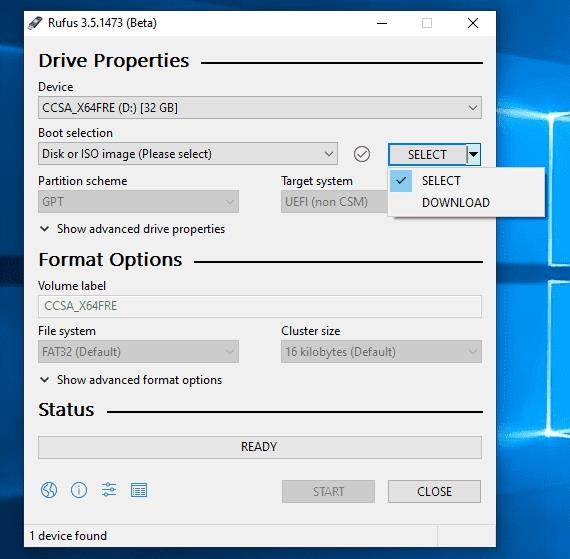 Rufus 3.5.1473 (Beta)
Drive Properties
Device
CCSA_X64FRE (D:) [32 GB]
Boot selection
Disk or ISO image (Please select)
SELECT
SELECT
DOWNLOAD
Partition scheme
Target system
GPT
UEFI (non CSM)
Show advanced drive properties
Format Options
Volume label
CCSA_X64FRE
File system
Cluster size
FAT32 (Default)
16 kilobytes (Default)
Show advanced format options
Status
READY
START
CLOSE
1 device found